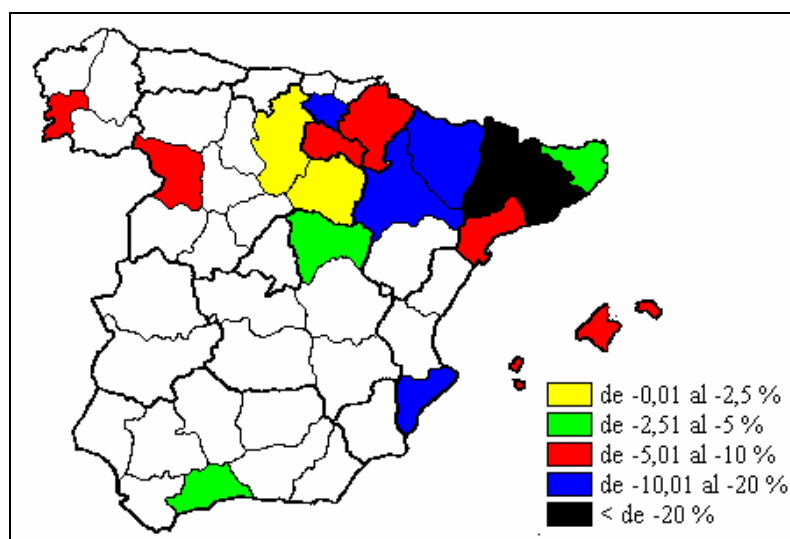 de -0,01 al -2,5 %
de -2,51 al -5 %
de -5,01 al -10 %
de -10,01 al -20 %
< de -20 %